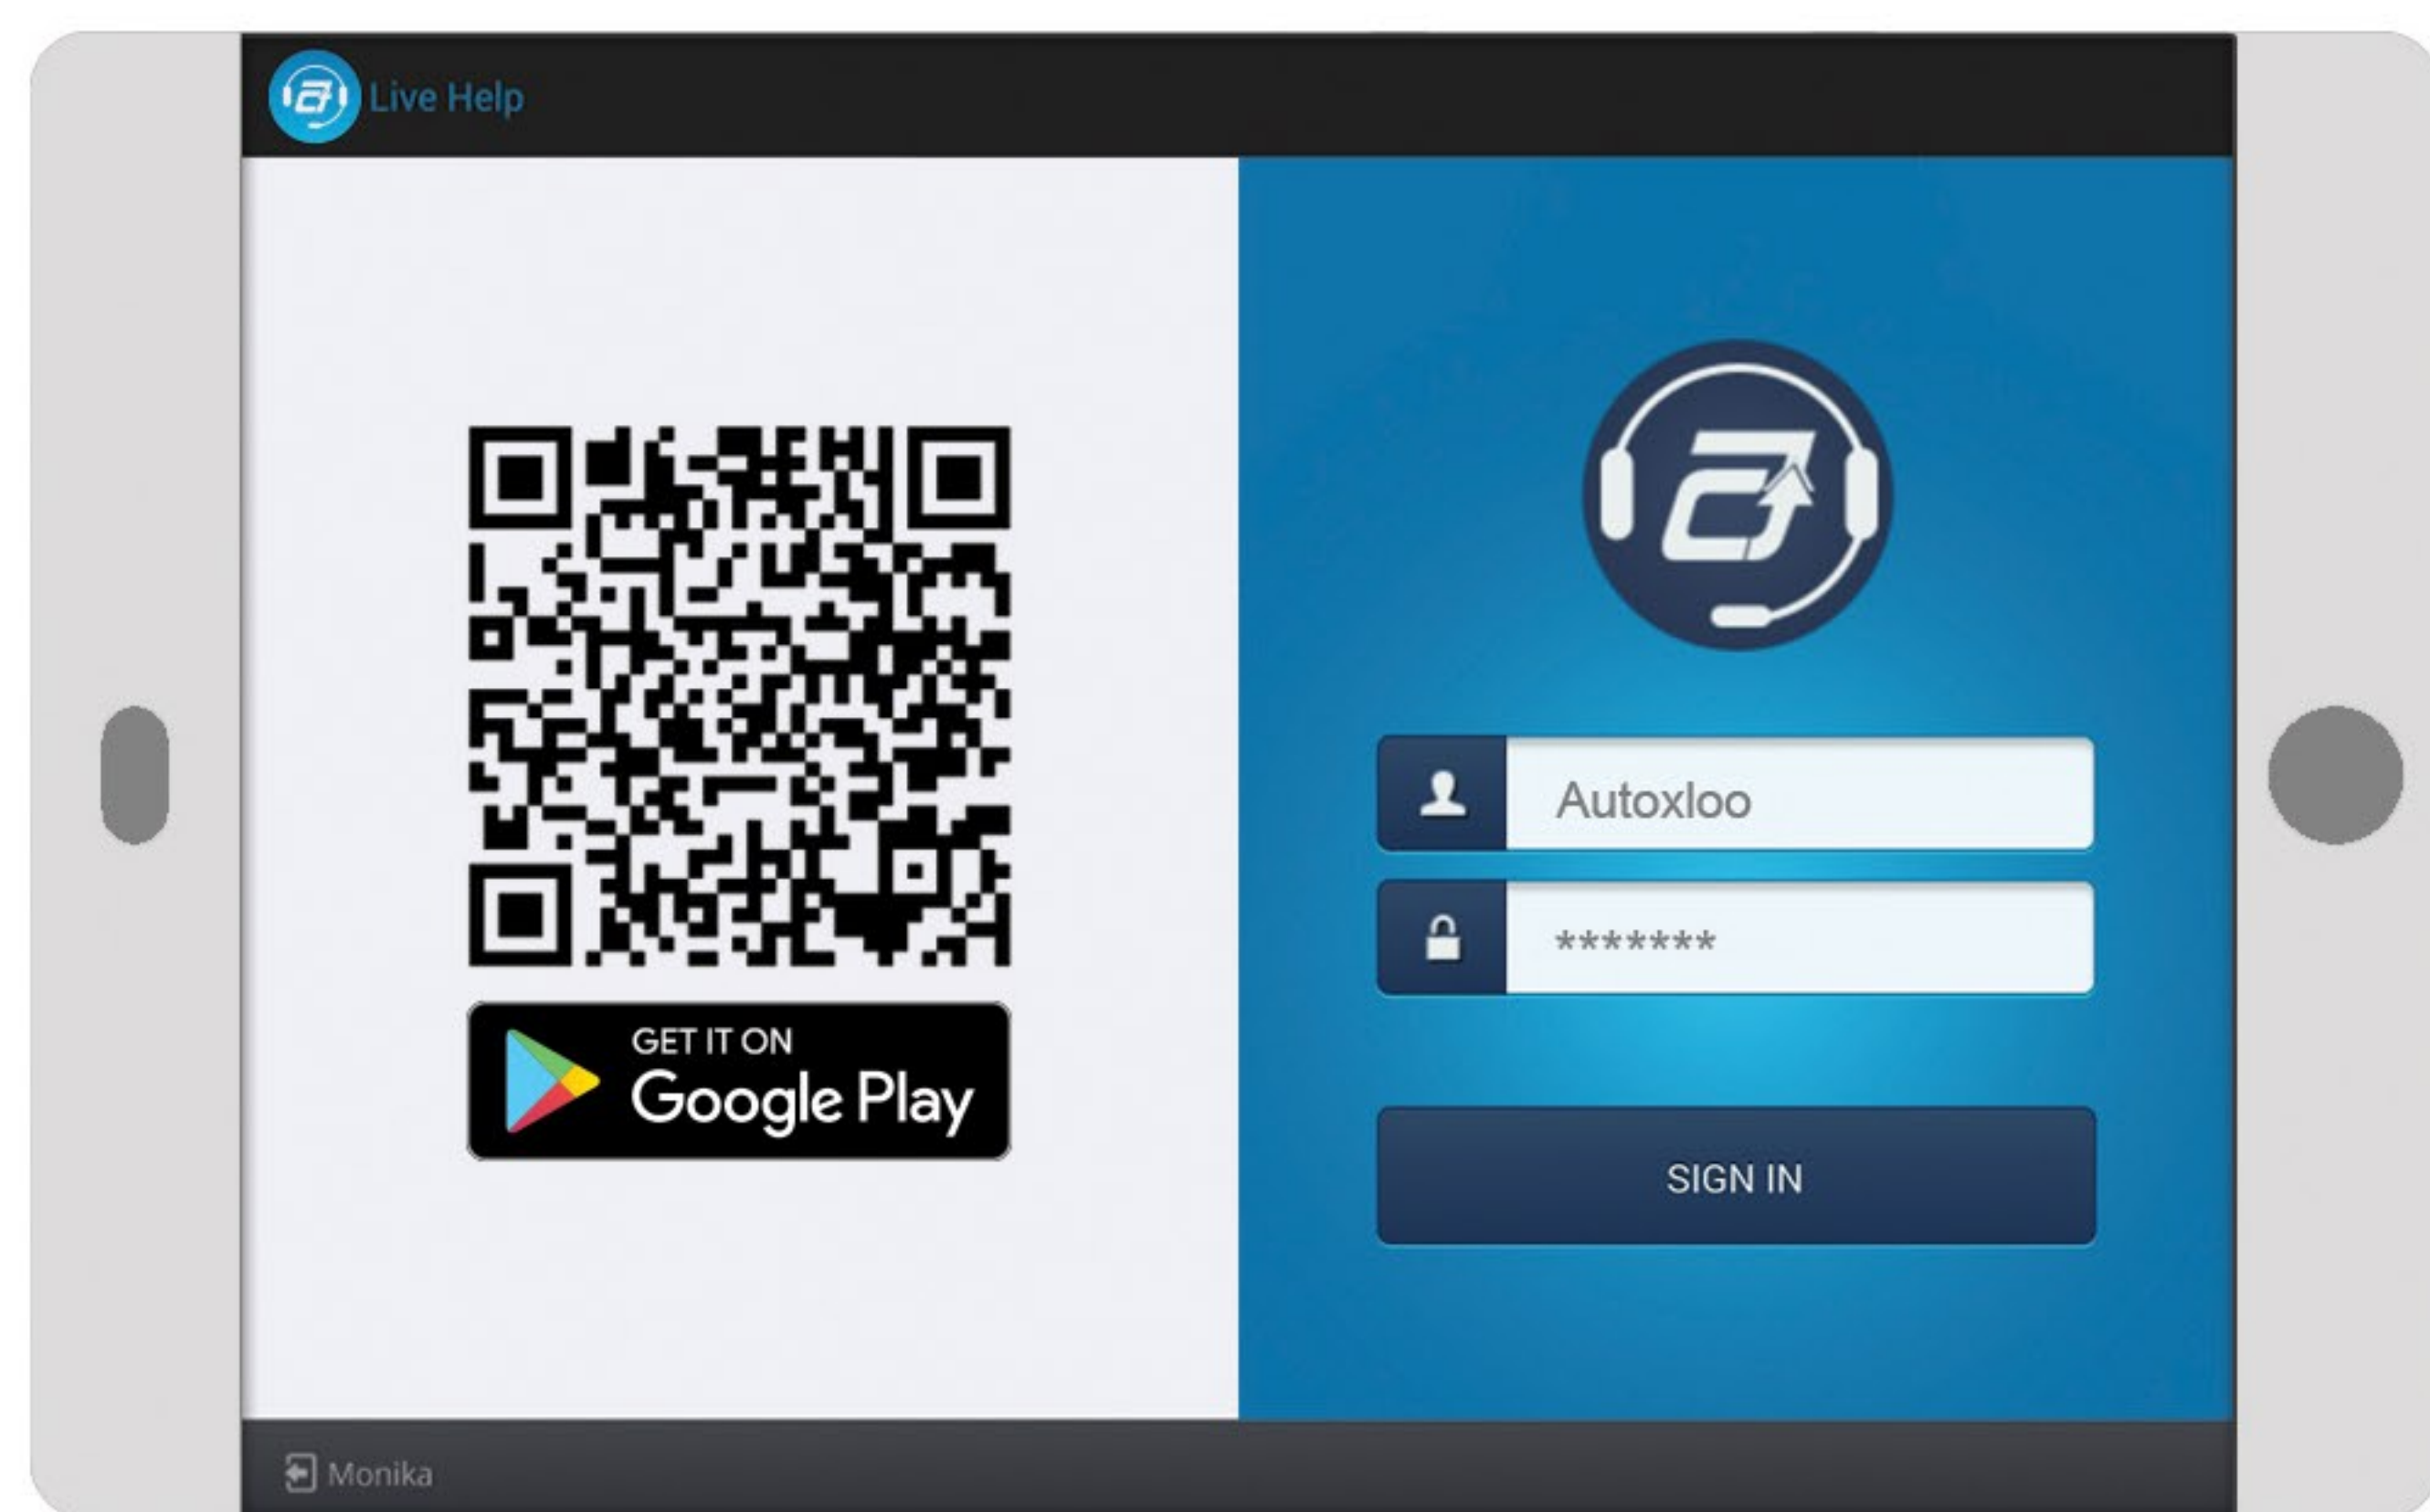 Live Help
GET IT ON
Google Play
Autoxloo
*******
SIGN IN
Monika